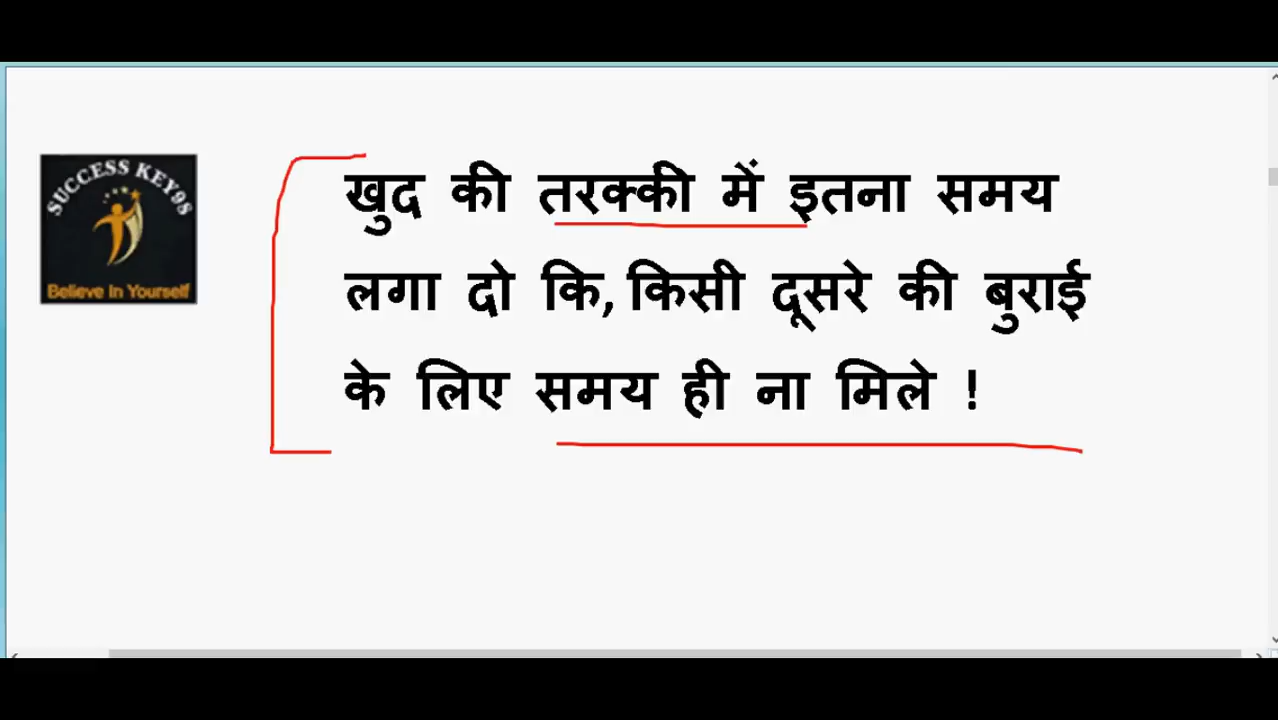 SUCCESS KEY98
Believe In Yourself
खुद की तरक्की में इतना समय
लगा दो कि, किसी दूसरे की बुराई
के लिए समय ही ना मिले !